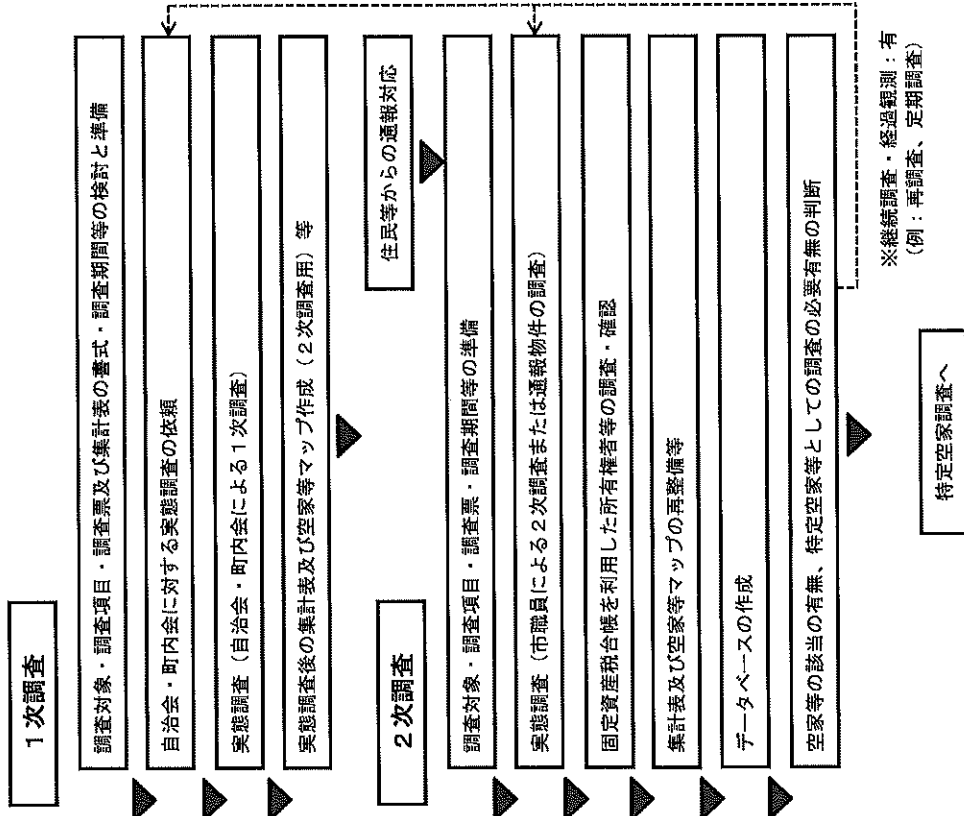 1次調査
調査対象・調査項目・調査票及び集計表の書式・調査期間等の検討と準備
自治会・町内会に対する実態調査の依頼
実態調査（自治会・町内会による1次調査）
実態調査後の集計表及び空家等マップ作成（2次調査用）等
住民等からの通報対応
2次調査
調査対象・調査項目・調査票・調査期間等の準備
実態調査（市職員による2次調査または通報物件の調査）
固定資産税台帳を利用した所有権者等の調査・確認
集計表及び空家等マップの再整備等
データベースの作成
空家等の該当の有無、特定空家等としての調査の必要有無の判断
※継続調査・経過観測：有
（例：再調査、定期調査）
特定空家調査へ